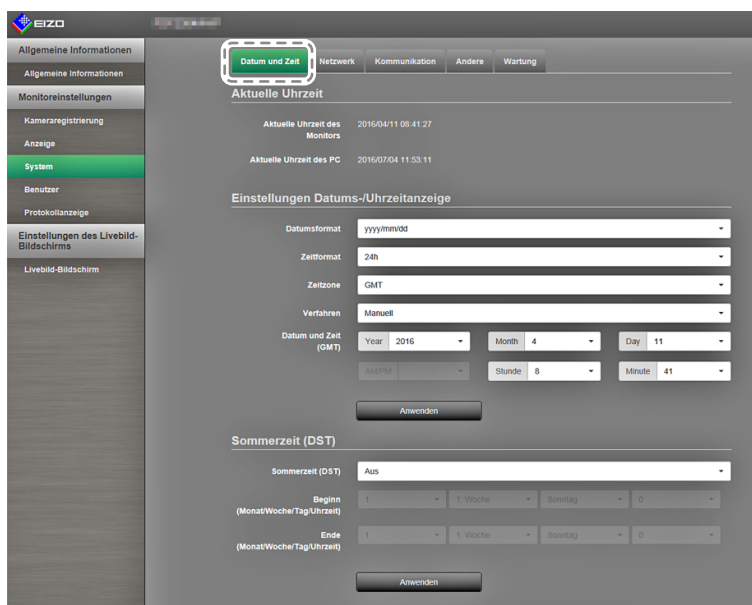 EIZO
Allgemeine Informationen
Allgemeine Informationen
Monitoreinstellungen
Kameraregistrierung
Anzeige
System
Benutzer
Protokollanzeige
Einstellungen des Livebild-
Bildschirms
Livebild-Bildschirm
Datum und Zeit Netzwerk Kommunikation Andere Wartung
Aktuelle Uhrzeit
Aktuelle Uhrzeit des 2016/04/11 08:41:27
Monitors
Aktuelle Uhrzeit des PC 2016/07/04 11:53:11
Einstellungen Datums-/Uhrzeitanzeige
Datumsformat yyyy/mm/dd
Zeitformat 24h
Zeitzone GMT
Verfahren Manuell
Datum und Zeit
(GMT) Year 2016 Month 4 Day 11
AM/PM Stunde 8 Minute 41
Anwenden
Sommerzeit (DST)
Sommerzeit (DST) Aus
Beginn
(Monat/Woche/Tag/Uhrzeit) 1 1. Woche Sonntag 0
Ende
(Monat/Woche/Tag/Uhrzeit) 1 1. Woche Sonntag 0
Anwenden